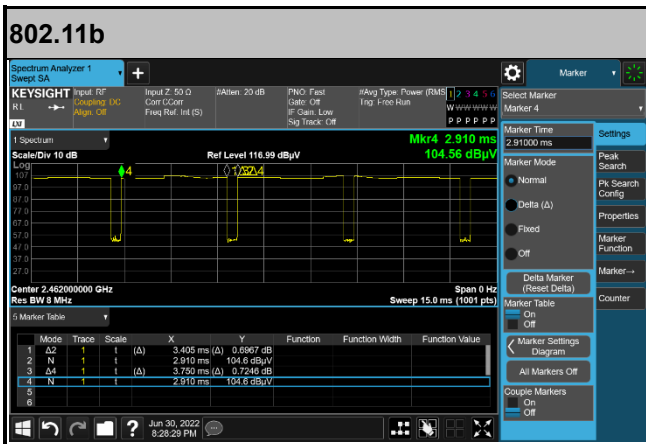 802.11b
Spectrum Analyzer 1
Swept SA
Marker
KEYSIGHT
Input: RF
Input Z: 50 Ω
#Atten: 20 dB
PNO: Fast
#Avg Type: Power (RMS
1 2 3 4 5 6
Select Marker
RL
Coupling: DC
Corr CCorr
Gate: Off
Trig: Free Run
W W W W W W
Marker 4
Align: Off
Freq Ref: Int (S)
IF Gain: Low
Sig Track: Off
P P P P P P
LXI
1 Spectrum
Mkr4 2.910 ms
Scale/Div 10 dB
Ref Level 116.99 dBµV
104.56 dBµV
Log
107
97.0
87.0
77.0
67.0
57.0
47.0
37.0
27.0
4
Center 2.462000000 GHz
Span 0 Hz
Res BW 8 MHz
Sweep 15.0 ms (1001 pts)
5 Marker Table
Mode Trace Scale X Y Function Function Width Function Value
1 Δ2 1 t (Δ) 3.405 ms (Δ) 0.6967 dB
2 N 1 t 2.910 ms 104.6 dBµV
3 Δ4 1 t (Δ) 3.750 ms (Δ) 0.7246 dB
4 N 1 t 2.910 ms 104.6 dBµV
5
6
Marker Time
2.91000 ms
Marker Mode
Normal
Delta (Δ)
Fixed
Off
Delta Marker
(Reset Delta)
Marker Table
On
Off
Marker Settings
Diagram
All Markers Off
Couple Markers
On
Off
Settings
Peak
Search
Pk Search
Config
Properties
Marker
Function
Marker→
Counter
Jun 30, 2022
8:28:29 PM